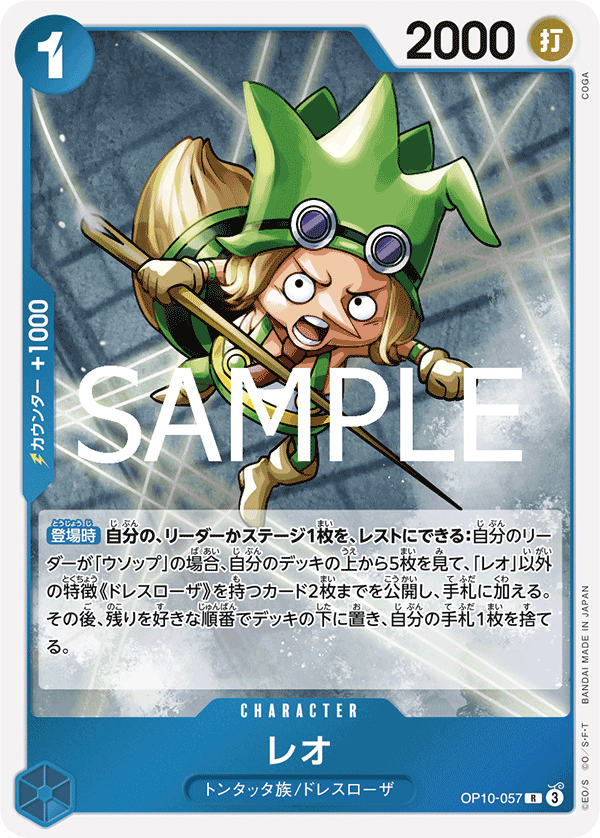 1
2000
打
COGA
カウンター +1000
SAMPLE
登場時 自分の、リーダーかステージ1枚を、レストにできる:自分のリー
ダーが「ウソップ」の場合、自分のデッキの上から5枚を見て、「レオ」以外
の特徴《ドレスローザ》を持つカード2枚までを公開し、手札に加える。
その後、残りを好きな順番でデッキの下に置き、自分の手札1枚を捨て
る。
CHARACTER
レオ
トンタッタ族/ドレスローザ
OP10-057 R 3
©E.O/S ©O/S・F・T BANDAI MADE IN JAPAN